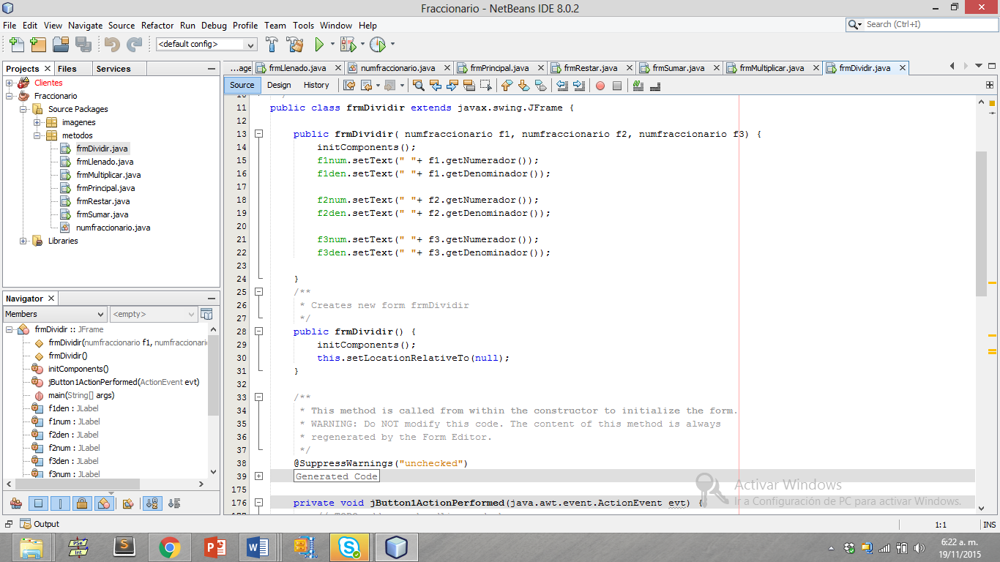 Fraccionario - NetBeans IDE 8.0.2
File Edit View Navigate Source Refactor Run Debug Profile Team Tools Window Help
Search (Ctrl+I)
<default config>
Projects Files Services
Clientes
Fraccionario
Source Packages
imagenes
metodos
frmDividir.java
frmLlenado.java
frmMultiplicar.java
frmPrincipal.java
frmRestar.java
frmSumar.java
numfraccionario.java
Libraries
Navigator
Members <empty>
frmDividir :: JFrame
frmDividir(numfraccionario f1, numfraccionari
frmDividir()
initComponents()
jButton1ActionPerformed(ActionEvent evt)
main(String[] args)
f1den : JLabel
f1num : JLabel
f2den : JLabel
f2num : JLabel
f3den : JLabel
f3num : JLabel
...age frmLlenado.java numfraccionario.java frmPrincipal.java frmRestar.java frmSumar.java frmMultiplicar.java frmDividir.java
Source Design History
10 */
11 public class frmDividir extends javax.swing.JFrame {
12
13 public frmDividir( numfraccionario f1, numfraccionario f2, numfraccionario f3) {
14 initComponents();
15 f1num.setText(" "+ f1.getNumerador());
16 f1den.setText(" "+ f1.getDenominador());
17
18 f2num.setText(" "+ f2.getNumerador());
19 f2den.setText(" "+ f2.getDenominador());
20
21 f3num.setText(" "+ f3.getNumerador());
22 f3den.setText(" "+ f3.getDenominador());
23
24 }
25 /**
26 * Creates new form frmDividir
27 */
28 public frmDividir() {
29 initComponents();
30 this.setLocationRelativeTo(null);
31 }
32
33 /**
34 * This method is called from within the constructor to initialize the form.
35 * WARNING: Do NOT modify this code. The content of this method is always
36 * regenerated by the Form Editor.
37 */
38 @SuppressWarnings("unchecked")
39 Generated Code
175
176 private void jButton1ActionPerformed(java.awt.event.ActionEvent evt) {
Activar Windows
Ir a Configuración de PC para activar Windows.
Output
1:1 INS
PSe
Int
6:22 a. m.
19/11/2015